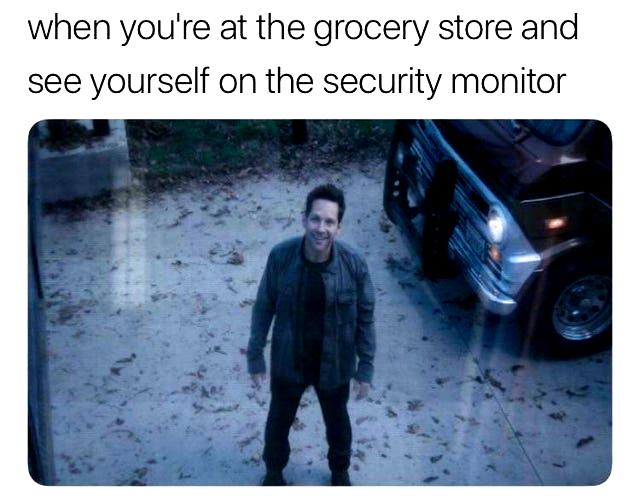 when you're at the grocery store and
see yourself on the security monitor